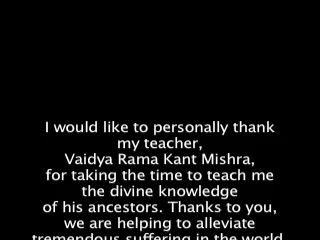 I would like to personally thank
my teacher,
Vaidya Rama Kant Mishra,
for taking the time to teach me
the divine knowledge
of his ancestors. Thanks to you,
we are helping to alleviate
tremendous suffering in the world